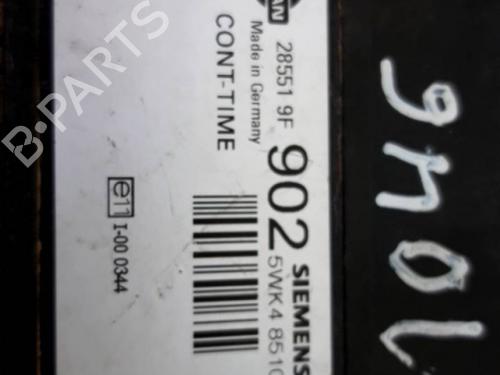 28551 9F
Made in Germany
CONT-TIME
902
SIEMENS
5WK4 851
e11
I-00 0344
B-PARTS